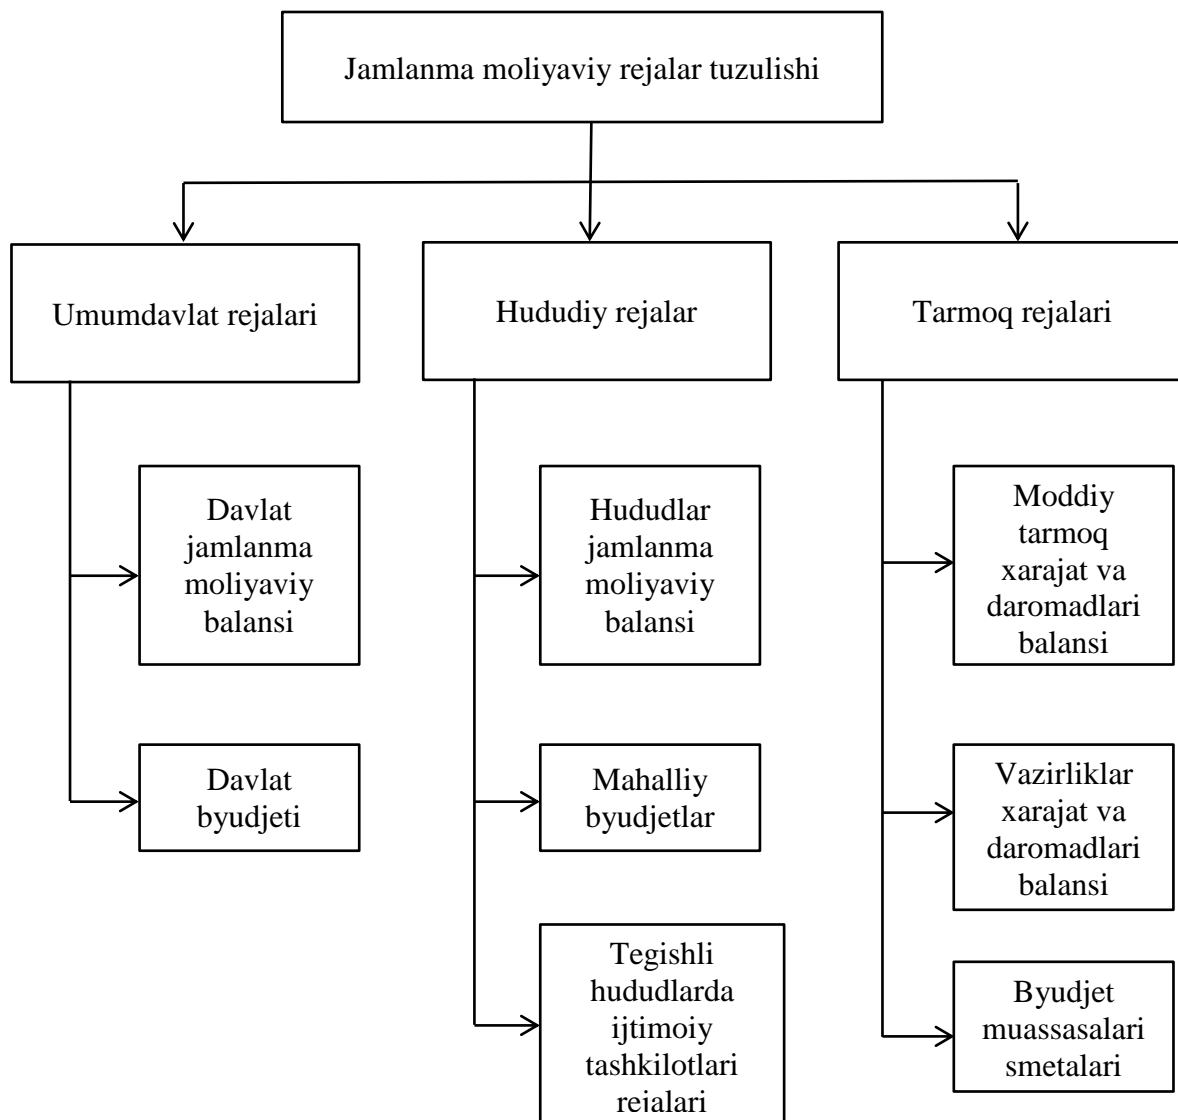 Jamlanma moliyaviy rejalar tuzulishi
Umumdavlat rejalari
Hududiy rejalar
Tarmoq rejalari
Davlat
jamlanma
moliyaviy
balansi
Davlat
byudjeti
Hududlar
jamlanma
moliyaviy
balansi
Mahalliy
byudjetlar
Tegishli
hududlarda
ijtimoiy
tashkilotlari
rejalari
Moddiy
tarmoq
xarajat va
daromadlari
balansi
Vazirliklar
xarajat va
daromadlari
balansi
Byudjet
muassasalari
smetalari